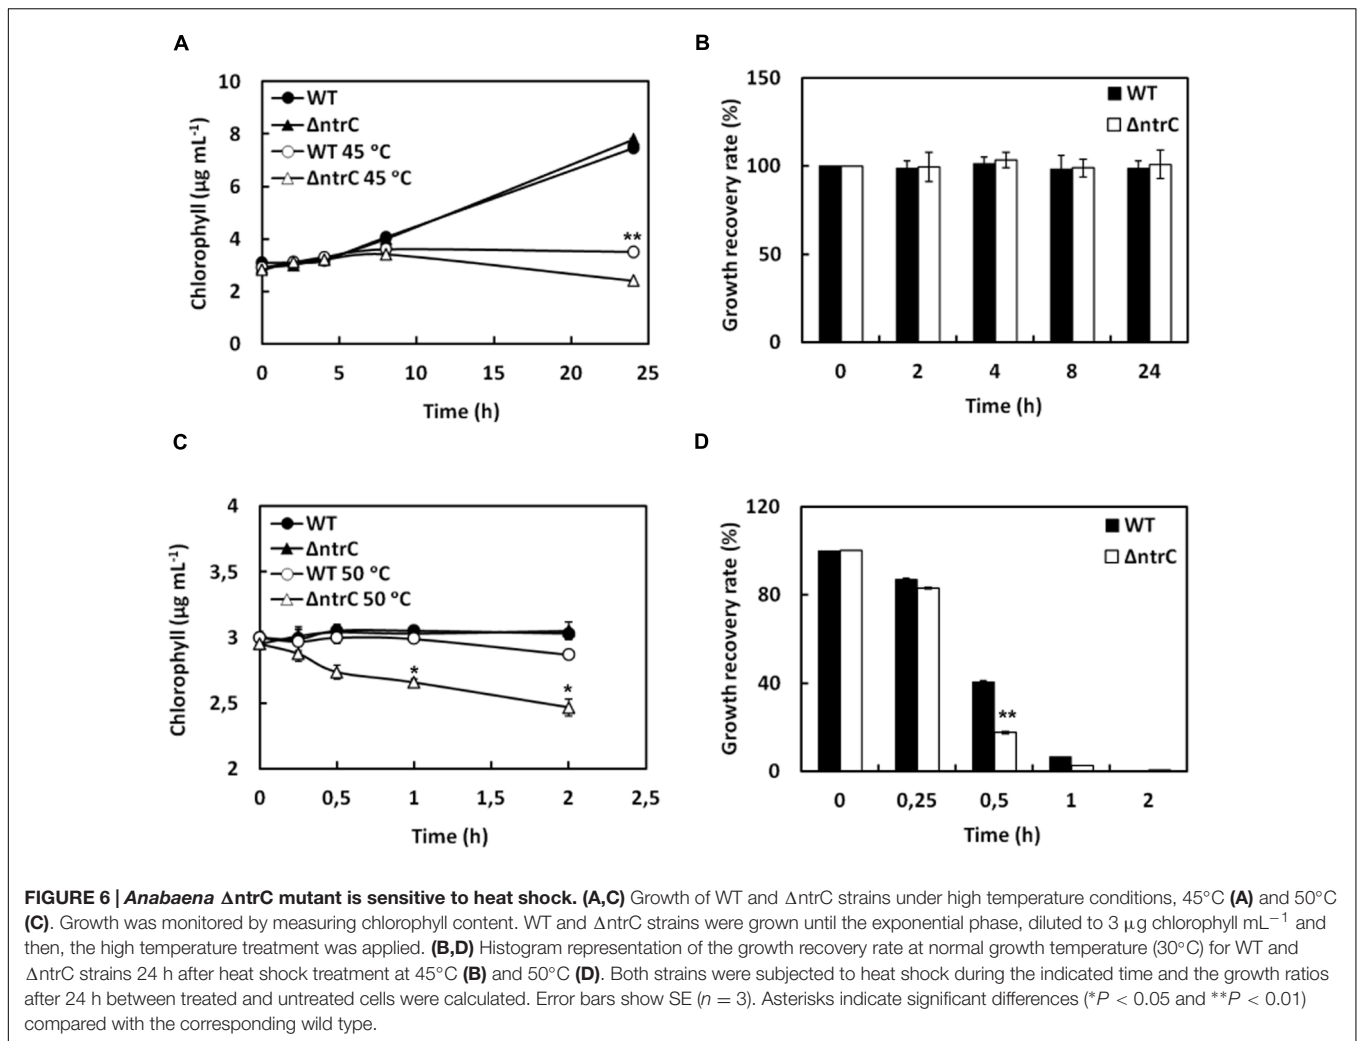 A
10
8
6
4
2
0
Chlorophyll (µg mL-1)
WT
ΔntrC
WT 45 °C
ΔntrC 45 °C
**
0 5 10 15 20 25
Time (h)
B
150
100
50
0
Growth recovery rate (%)
WT
ΔntrC
0 2 4 8 24
Time (h)
C
4
3,5
3
2,5
2
Chlorophyll (µg mL-1)
WT
ΔntrC
WT 50 °C
ΔntrC 50 °C
*
*
0 0,5 1 1,5 2 2,5
Time (h)
D
120
80
40
0
Growth recovery rate (%)
WT
ΔntrC
**
0 0,25 0,5 1 2
Time (h)
FIGURE 6 | Anabaena ΔntrC mutant is sensitive to heat shock. (A,C) Growth of WT and ΔntrC strains under high temperature conditions, 45°C (A) and 50°C
(C). Growth was monitored by measuring chlorophyll content. WT and ΔntrC strains were grown until the exponential phase, diluted to 3 μg chlorophyll mL−1 and
then, the high temperature treatment was applied. (B,D) Histogram representation of the growth recovery rate at normal growth temperature (30°C) for WT and
ΔntrC strains 24 h after heat shock treatment at 45°C (B) and 50°C (D). Both strains were subjected to heat shock during the indicated time and the growth ratios
after 24 h between treated and untreated cells were calculated. Error bars show SE (n = 3). Asterisks indicate significant differences (*P < 0.05 and **P < 0.01)
compared with the corresponding wild type.